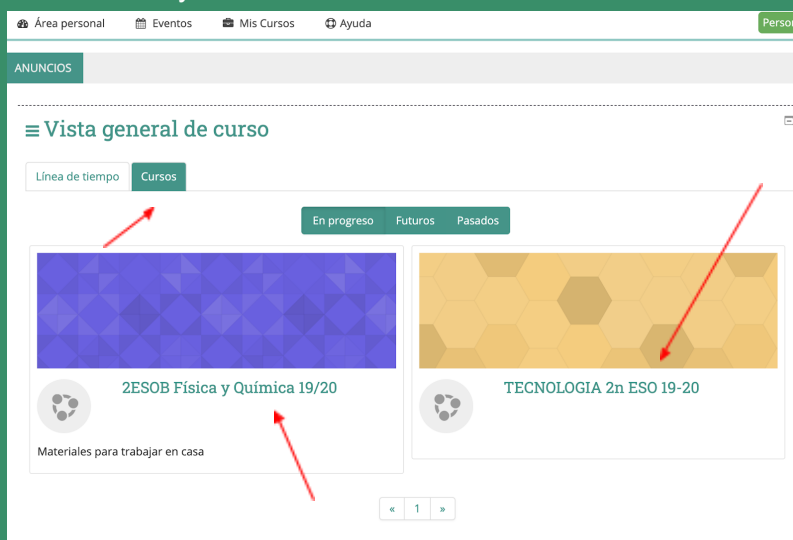 Área personal Eventos Mis Cursos Ayuda
ANUNCIOS
Vista general de curso
Línea de tiempo Cursos
En progreso Futuros Pasados
2ESOB Física y Química 19/20
Materiales para trabajar en casa
TECNOLOGIA 2n ESO 19-20
« 1 »